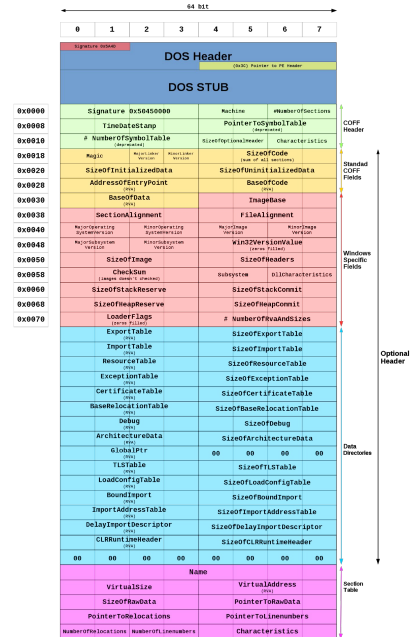 64 bit
0 1 2 3 4 5 6 7
Signature 0x5A4D
DOS Header
(0x3C) Pointer to PE Header
DOS STUB
0x0000 Signature 0x50450000 Machine #NumberOfSections
0x0008 TimeDateStamp PointerToSymbolTable
(deprecated)
COFF Header
0x0010 # NumberOfSymbolTable SizeOfOptionalHeader Characteristics
(deprecated)
0x0018 Magic MajorLinker Version MinorLinker Version SizeOfCode
(sum of all sections)
Standad COFF Fields
0x0020 SizeOfInitializedData SizeOfUninitializedData
0x0028 AddressOfEntryPoint BaseOfCode
(RVA) (RVA)
0x0030 BaseOfData ImageBase
(RVA)
0x0038 SectionAlignment FileAlignment
0x0040 MajorOperating SystemVersion MinorOperating SystemVersion MajorImage Version MinorImage Version
0x0048 MajorSubsystem Version MinorSubsystem Version Win32VersionValue
(zeros filled)
0x0050 SizeOfImage SizeOfHeaders
Windows Specific Fields
0x0058 CheckSum Subsystem DllCharacteristics
(images doesn't checked)
0x0060 SizeOfStackReserve SizeOfStackCommit
0x0068 SizeOfHeapReserve SizeOfHeapCommit
0x0070 LoaderFlags # NumberOfRvaAndSizes
(zeros filled)
ExportTable SizeOfExportTable
(RVA)
ImportTable SizeOfImportTable
(RVA)
Optional Header
ResourceTable SizeOfResourceTable
(RVA)
ExceptionTable SizeOfExceptionTable
(RVA)
CertificateTable SizeOfCertificateTable
(RVA)
BaseRelocationTable SizeOfBaseRelocationTable
(RVA)
Debug SizeOfDebug
(RVA)
ArchitectureData SizeOfArchitectureData
(RVA)
GlobalPtr 00 00 00 00
(RVA)
Data Directories
TLSTable SizeOfTLSTable
(RVA)
LoadConfigTable SizeOfLoadConfigTable
(RVA)
BoundImport SizeOfBoundImport
(RVA)
ImportAddressTable SizeOfImportAddressTable
(RVA)
DelayImportDescriptor SizeOfDelayImportDescriptor
(RVA)
CLRRuntimeHeader SizeOfCLRRuntimeHeader
(RVA)
00 00 00 00 00 00 00 00
Name
VirtualSize VirtualAddress
(RVA)
Section Table
SizeOfRawData PointerToRawData
PointerToRelocations PointerToLinenumbers
NumberOfRelocations NumberOfLinenumbers Characteristics